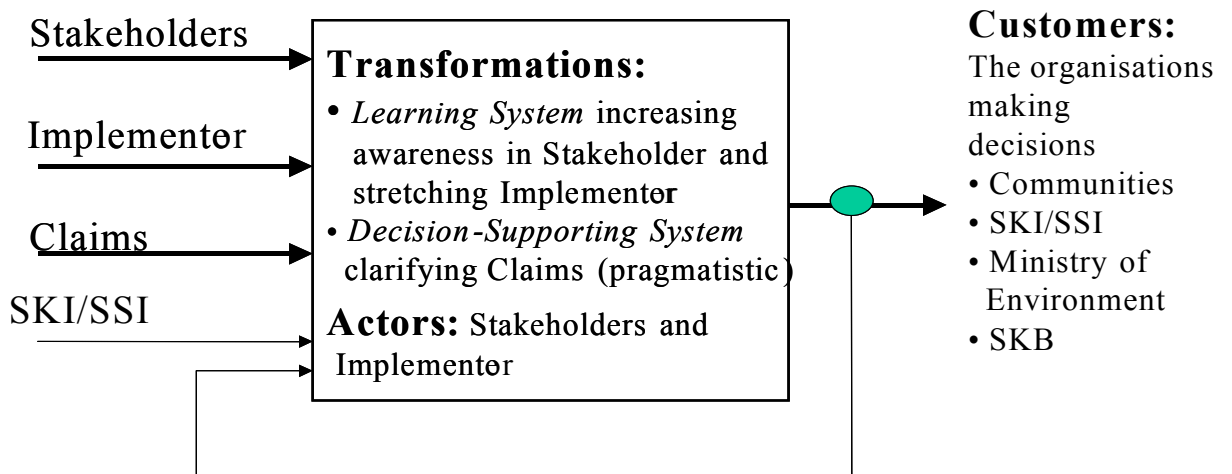 Stakeholders
Implementor
Claims
SKI/SSI
Transformations:
• Learning System increasing
awareness in Stakeholder and
stretching Implementor
• Decision-Supporting System
clarifying Claims (pragmatistic)
Actors: Stakeholders and
Implementor
Customers:
The organisations
making
decisions
• Communities
• SKI/SSI
• Ministry of
Environment
• SKB